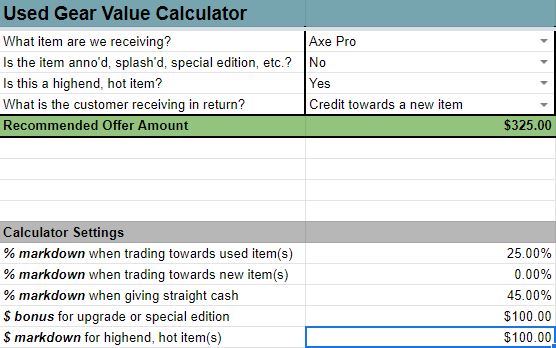 Used Gear Value Calculator
What item are we receiving? Axe Pro
Is the item anno'd, splash'd, special edition, etc.? No
Is this a highend, hot item? Yes
What is the customer receiving in return? Credit towards a new item
Recommended Offer Amount $325.00
Calculator Settings
% markdown when trading towards used item(s) 25.00%
% markdown when trading towards new item(s) 0.00%
% markdown when giving straight cash 45.00%
$ bonus for upgrade or special edition $100.00
$ markdown for highend, hot item(s) $100.00